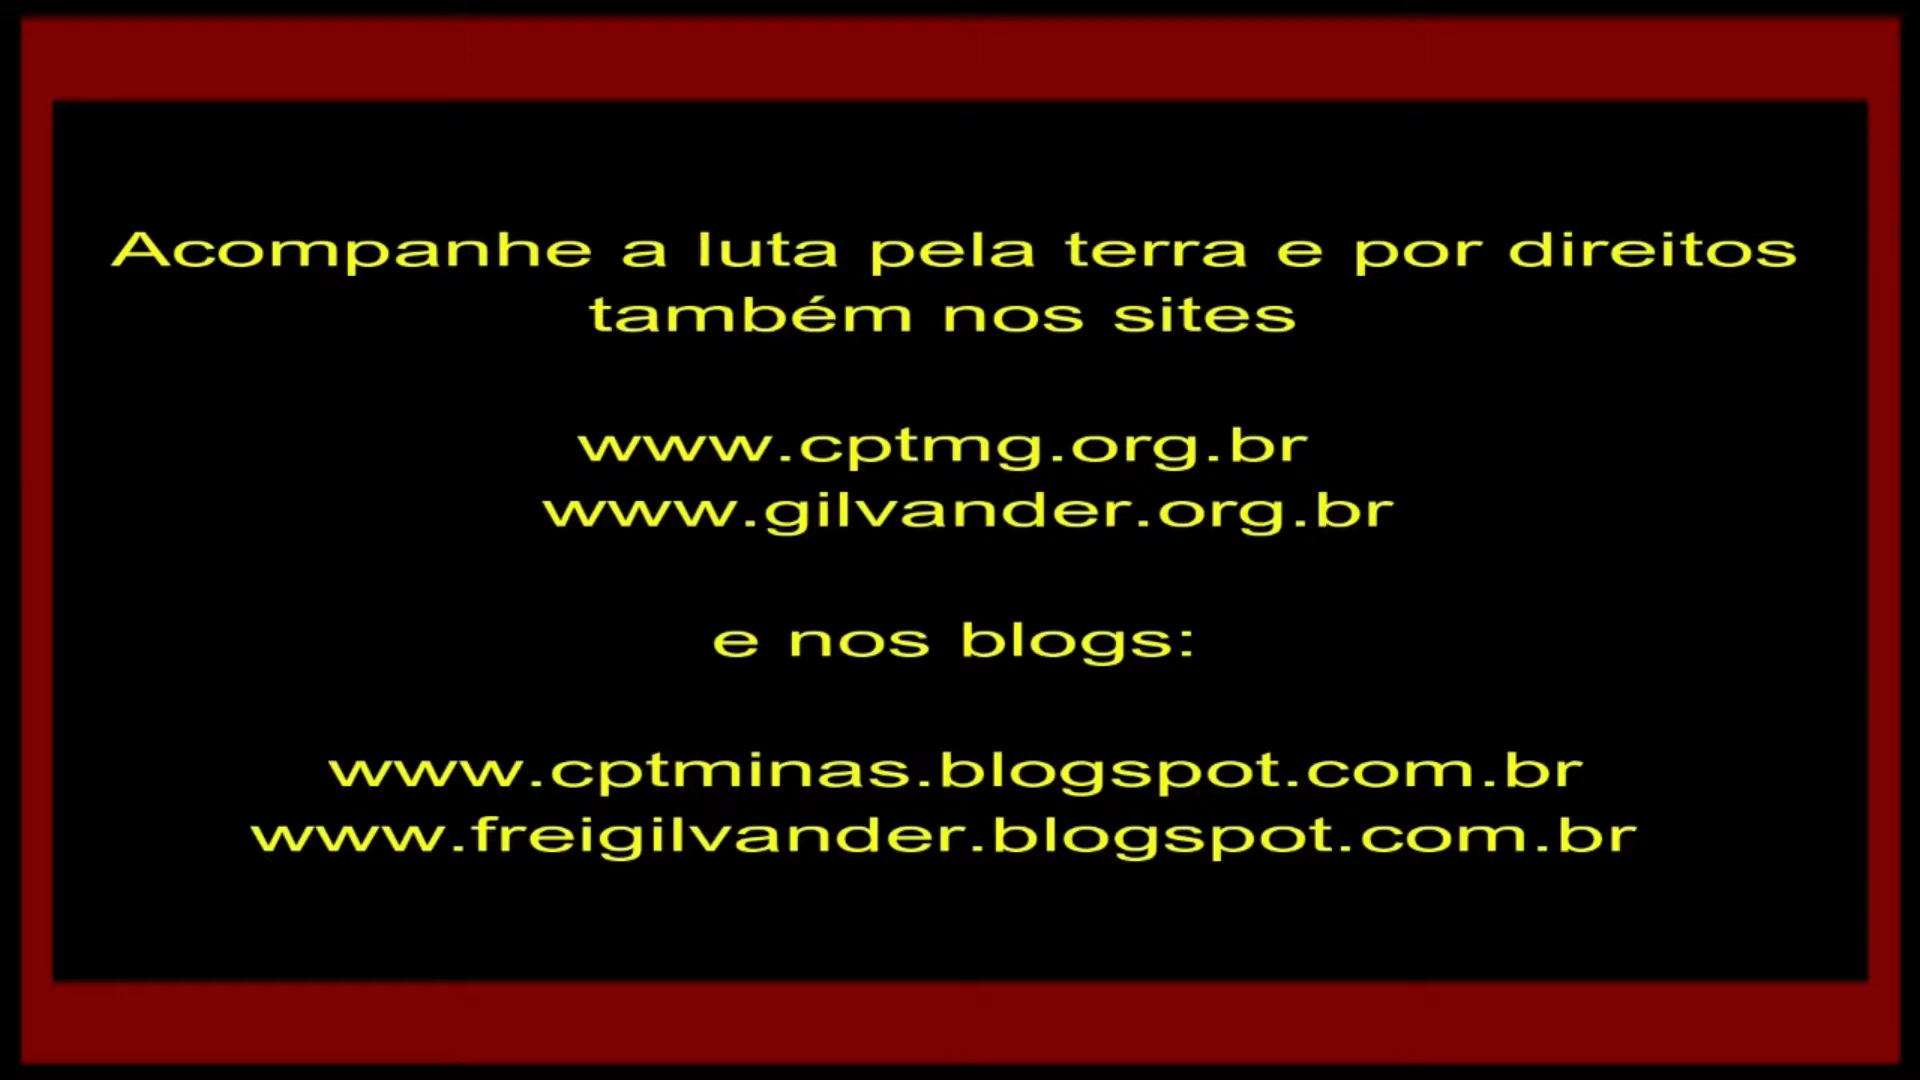 Acompanhe a luta pela terra e por direitos
também nos sites
www.cptmg.org.br
www.gilvander.org.br
e nos blogs:
www.cptminas.blogspot.com.br
www.freigilvander.blogspot.com.br